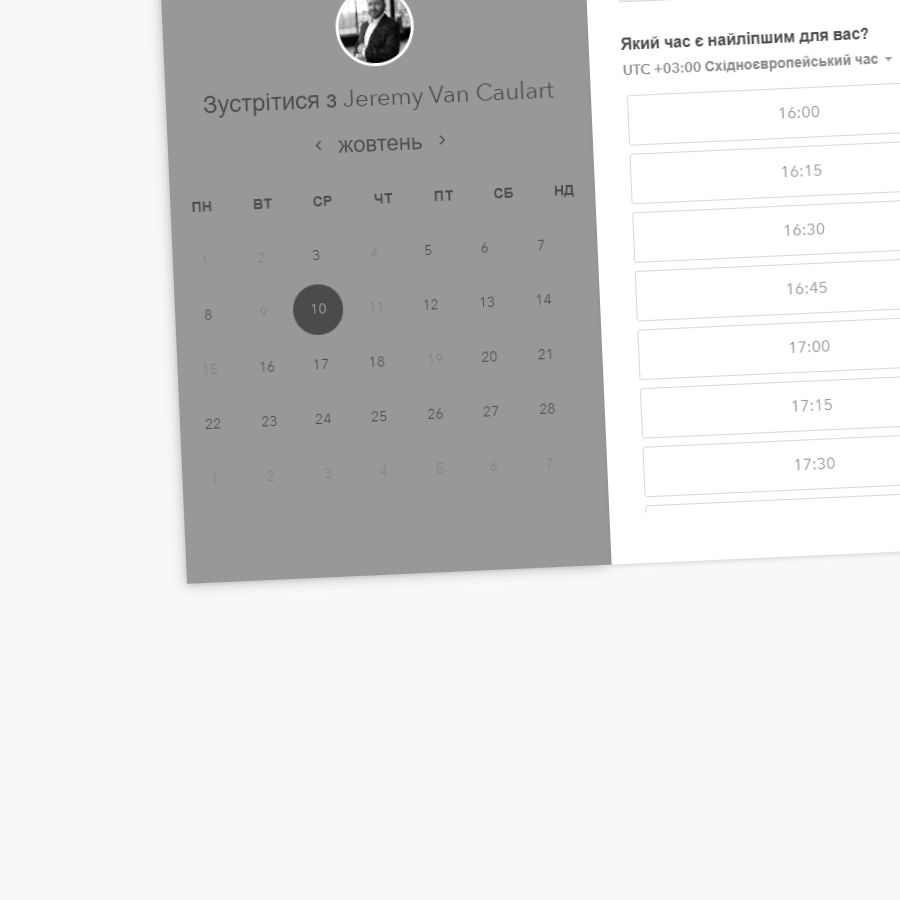 Зустрітися з Jeremy Van Caulart
‹ жовтень ›
ПН ВТ СР ЧТ ПТ СБ НД
1 2 3 4 5 6 7
8 9 10 11 12 13 14
15 16 17 18 19 20 21
22 23 24 25 26 27 28
1 2 3 4 5 6 7
Який час є найліпшим для вас?
UTC +03:00 Східноєвропейський час
16:00
16:15
16:30
16:45
17:00
17:15
17:30